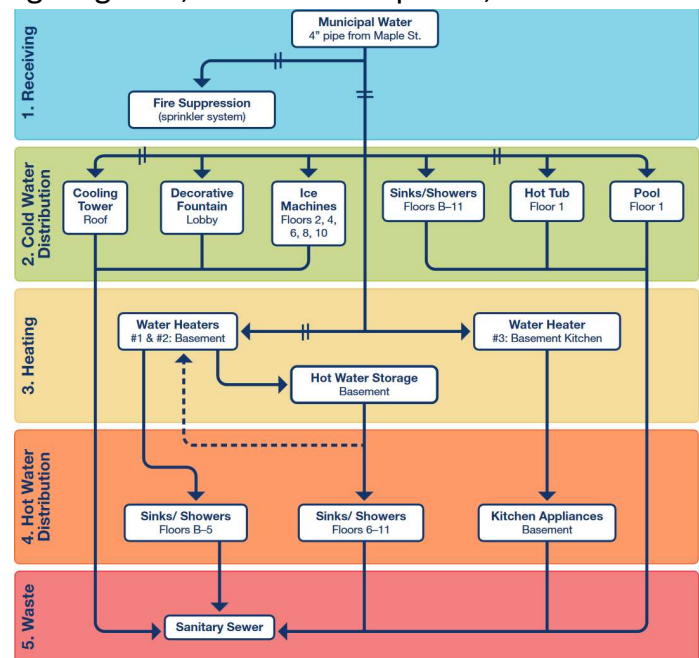 1. Receiving
Municipal Water
4” pipe from Maple St.
Fire Suppression
(sprinkler system)
2. Cold Water
Distribution
Cooling
Tower
Roof
Decorative
Fountain
Lobby
Ice
Machines
Floors 2, 4,
6, 8, 10
Sinks/Showers
Floors B–11
Hot Tub
Floor 1
Pool
Floor 1
3. Heating
Water Heaters
#1 & #2: Basement
Water Heater
#3: Basement Kitchen
Hot Water Storage
Basement
4. Hot Water
Distribution
Sinks/ Showers
Floors B–5
Sinks/ Showers
Floors 6–11
Kitchen Appliances
Basement
5. Waste
Sanitary Sewer